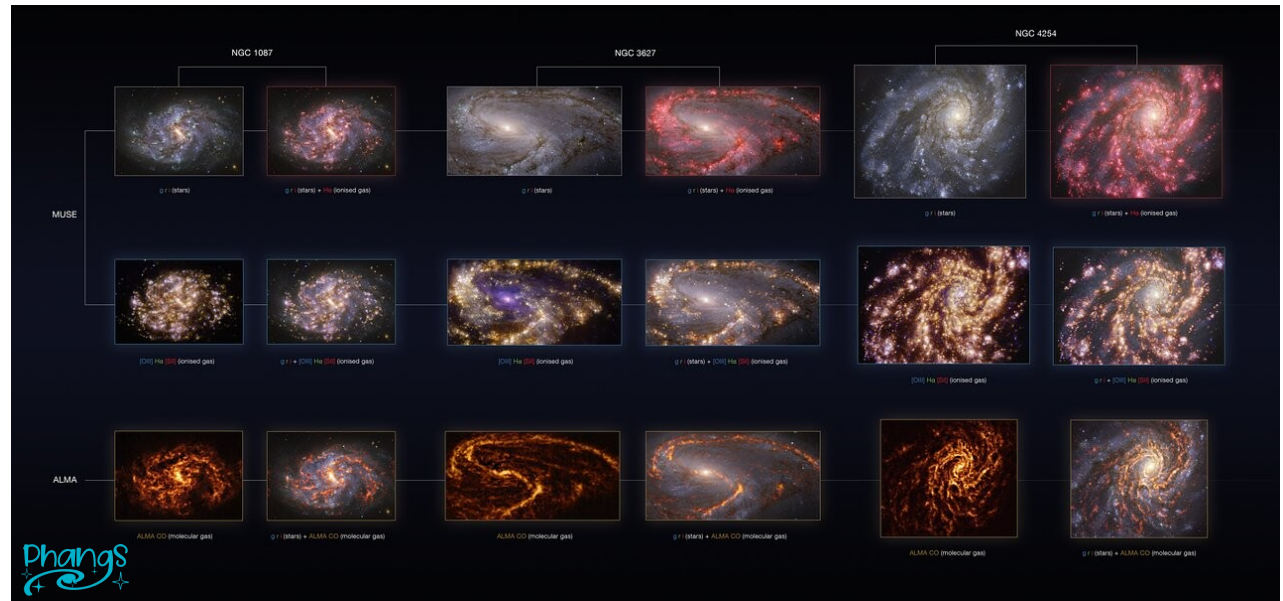 NGC 1087
NGC 3627
NGC 4254
g r i (stars)
g r i (stars) + Hα (ionised gas)
g r i (stars)
g r i (stars) + Hα (ionised gas)
g r i (stars)
g r i (stars) + Hα (ionised gas)
MUSE
[OIII] Hα [SII] (ionised gas)
g r i + [OIII] Hα [SII] (ionised gas)
[OIII] Hα [SII] (ionised gas)
g r i (stars) + [OIII] Hα [SII] (ionised gas)
[OIII] Hα [SII] (ionised gas)
g r i + [OIII] Hα [SII] (ionised gas)
ALMA
ALMA CO (molecular gas)
g r i (stars) + ALMA CO (molecular gas)
ALMA CO (molecular gas)
g r i (stars) + ALMA CO (molecular gas)
ALMA CO (molecular gas)
g r i (stars) + ALMA CO (molecular gas)
PhangS